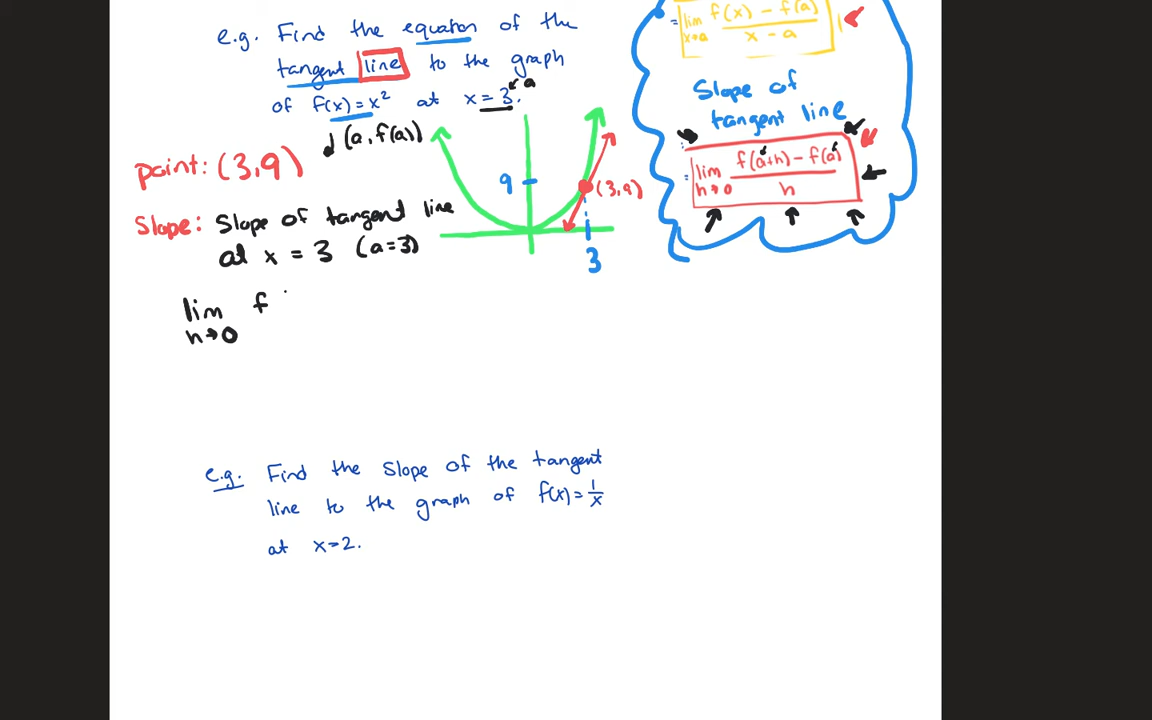 e.g. Find the equation of the
tangent line to the graph
of f(x) = x² at x = 3. a
(a, f(a))
point: (3,9)
Slope: Slope of tangent line
at x = 3 (a=3)
lim f
h→0
9
(3,9)
3
= lim f(x) - f(a)
x→a x - a
Slope of
tangent line
= lim f(a+h) - f(a)
h→0 h
e.g. Find the slope of the tangent
line to the graph of f(x) = 1/x
at x=2.